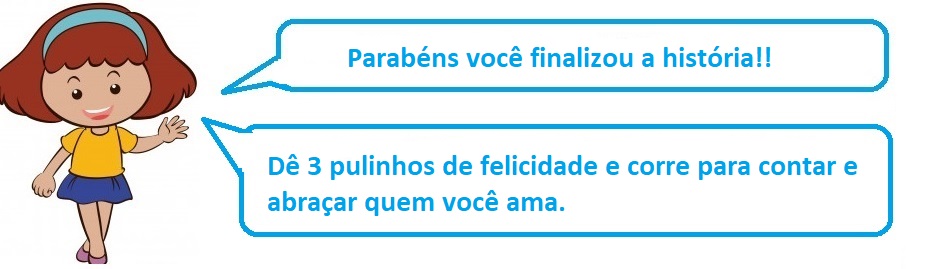 Parabéns você finalizou a história!!
Dê 3 pulinhos de felicidade e corre para contar e
abraçar quem você ama.